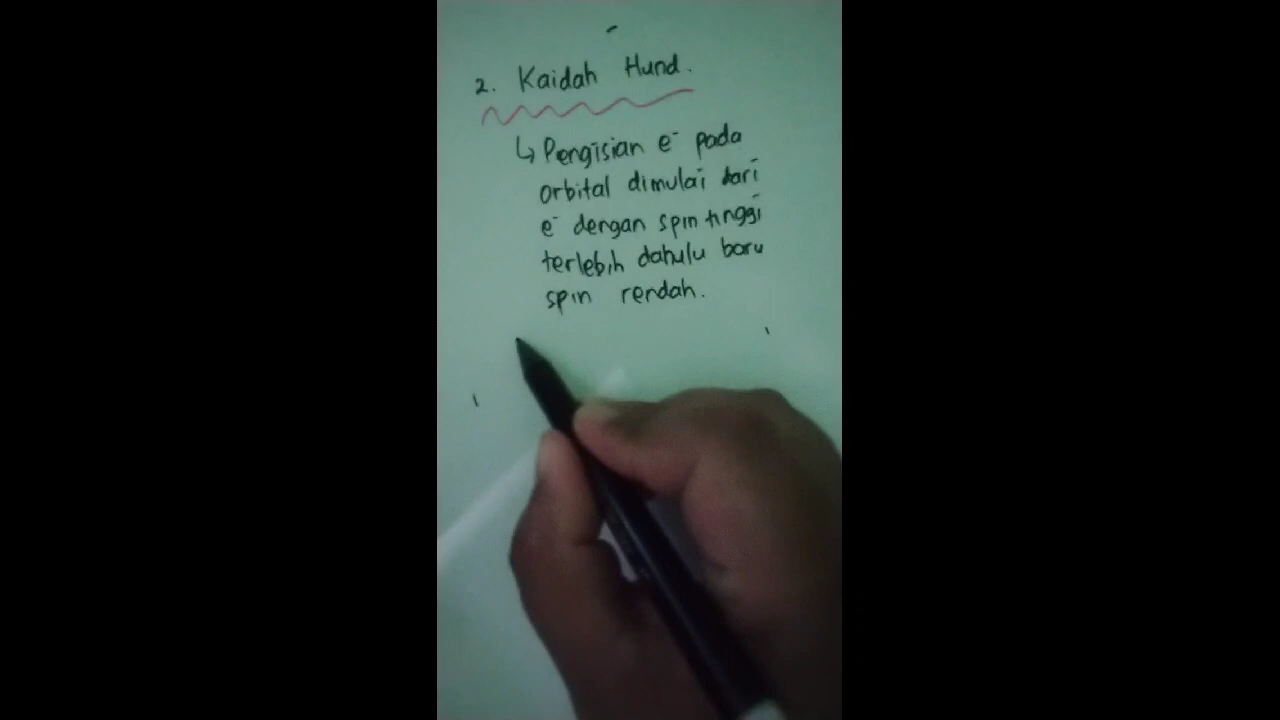 2. Kaidah Hund.
↳ Pengisian e⁻ pada
orbital dimulai dari
e⁻ dengan spin tinggi
terlebih dahulu baru
spin rendah.